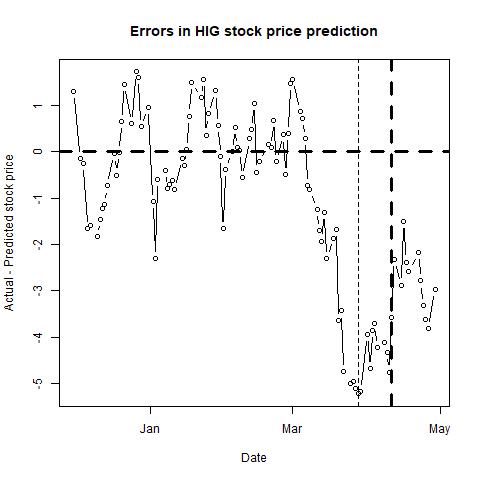 Errors in HIG stock price prediction
Actual - Predicted stock price
1
0
-1
-2
-3
-4
-5
Jan
Mar
May
Date